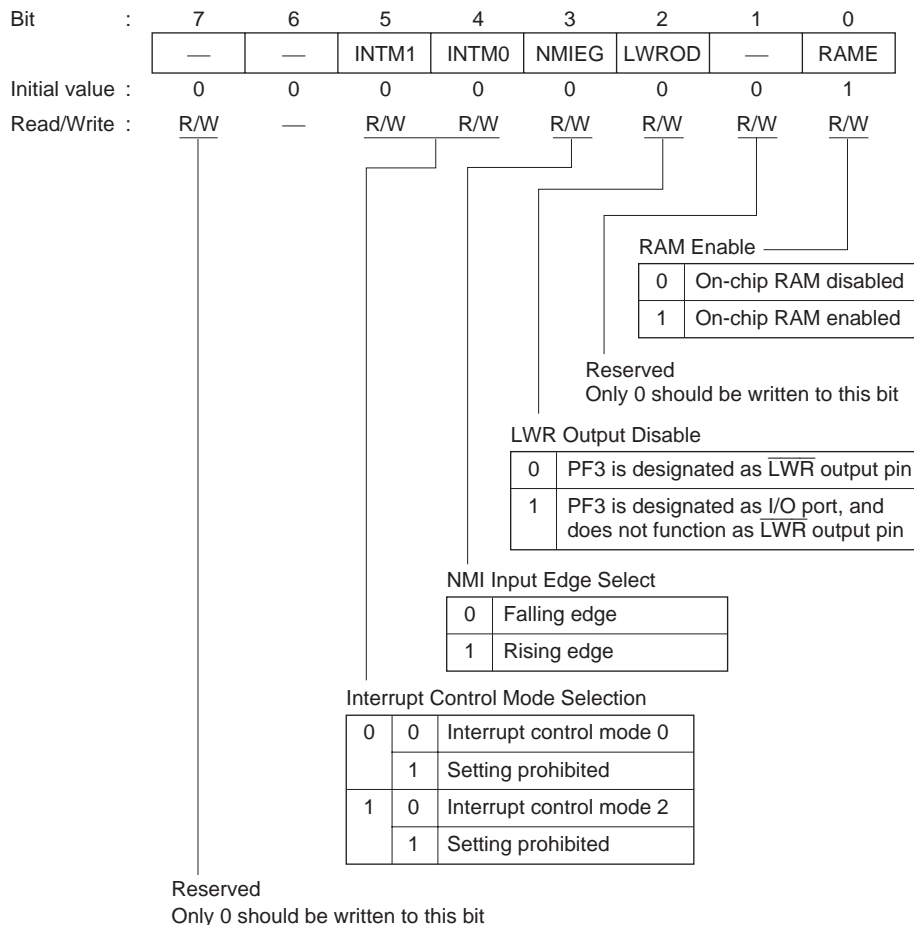 Bit : 7 6 5 4 3 2 1 0
— — INTM1 INTM0 NMIEG LWROD — RAME
Initial value : 0 0 0 0 0 0 0 1
Read/Write : R/W — R/W R/W R/W R/W R/W R/W
RAM Enable
0 On-chip RAM disabled
1 On-chip RAM enabled
Reserved
Only 0 should be written to this bit
LWR Output Disable
0 PF3 is designated as L̅W̅R̅ output pin
1 PF3 is designated as I/O port, and
does not function as L̅W̅R̅ output pin
NMI Input Edge Select
0 Falling edge
1 Rising edge
Interrupt Control Mode Selection
0 0 Interrupt control mode 0
1 Setting prohibited
1 0 Interrupt control mode 2
1 Setting prohibited
Reserved
Only 0 should be written to this bit